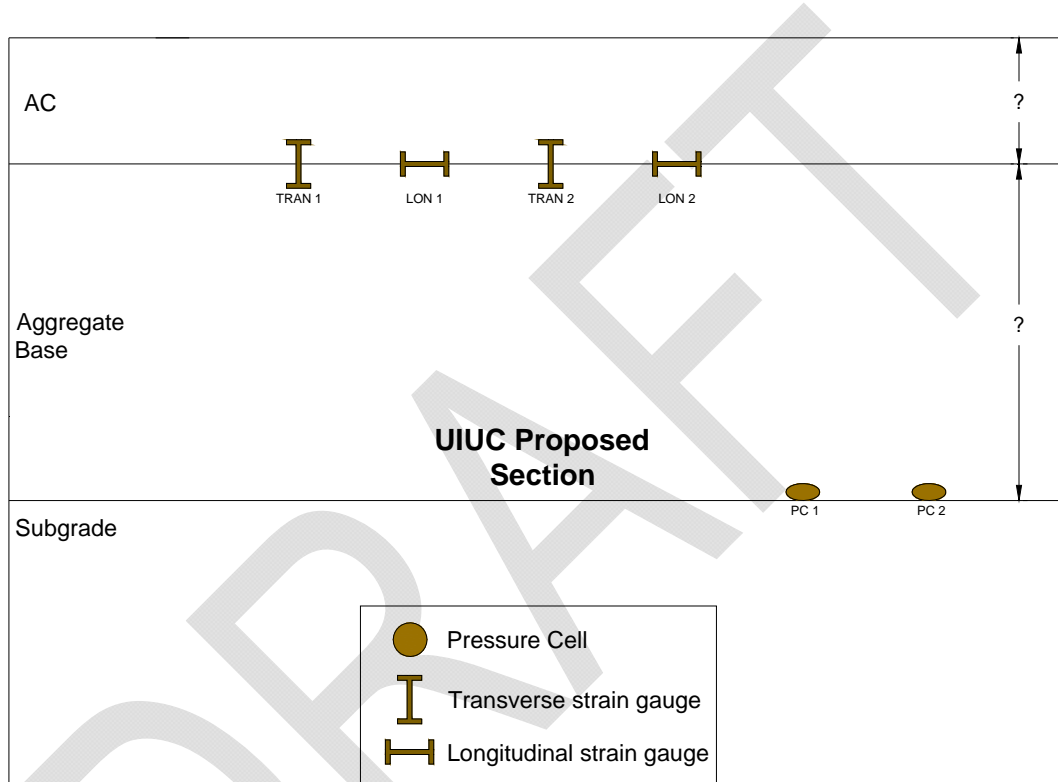 AC
?
TRAN 1
LON 1
TRAN 2
LON 2
Aggregate
Base
?
UIUC Proposed
Section
PC 1
PC 2
Subgrade
Pressure Cell
Transverse strain gauge
Longitudinal strain gauge
DRAFT